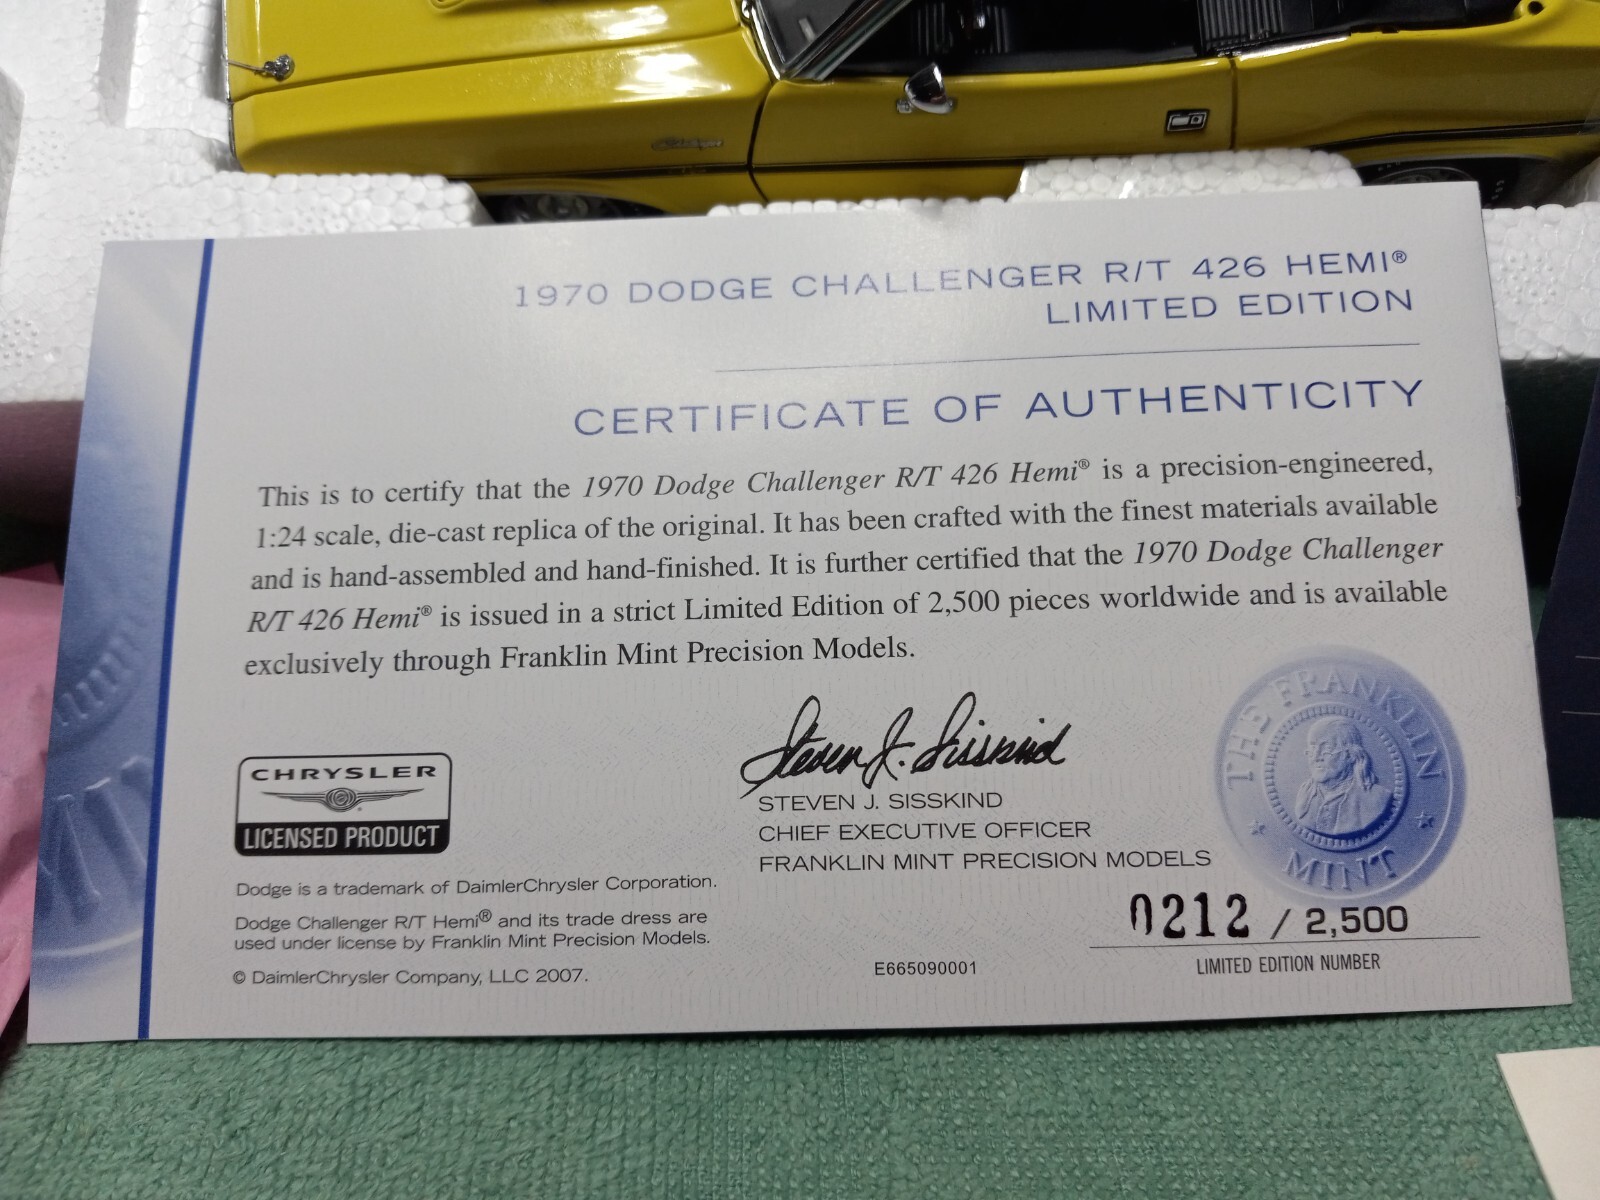 Challenger
1970 DODGE CHALLENGER R/T 426 HEMI®
LIMITED EDITION
CERTIFICATE OF AUTHENTICITY
This is to certify that the 1970 Dodge Challenger R/T 426 Hemi® is a precision-engineered,
1:24 scale, die-cast replica of the original. It has been crafted with the finest materials available
and is hand-assembled and hand-finished. It is further certified that the 1970 Dodge Challenger
R/T 426 Hemi® is issued in a strict Limited Edition of 2,500 pieces worldwide and is available
exclusively through Franklin Mint Precision Models.
CHRYSLER
LICENSED PRODUCT
Steven J. Sisskind
STEVEN J. SISSKIND
CHIEF EXECUTIVE OFFICER
FRANKLIN MINT PRECISION MODELS
THE FRANKLIN
MINT
Dodge is a trademark of DaimlerChrysler Corporation.
Dodge Challenger R/T Hemi® and its trade dress are
used under license by Franklin Mint Precision Models.
© DaimlerChrysler Company, LLC 2007.
E665090001
0212 / 2,500
LIMITED EDITION NUMBER